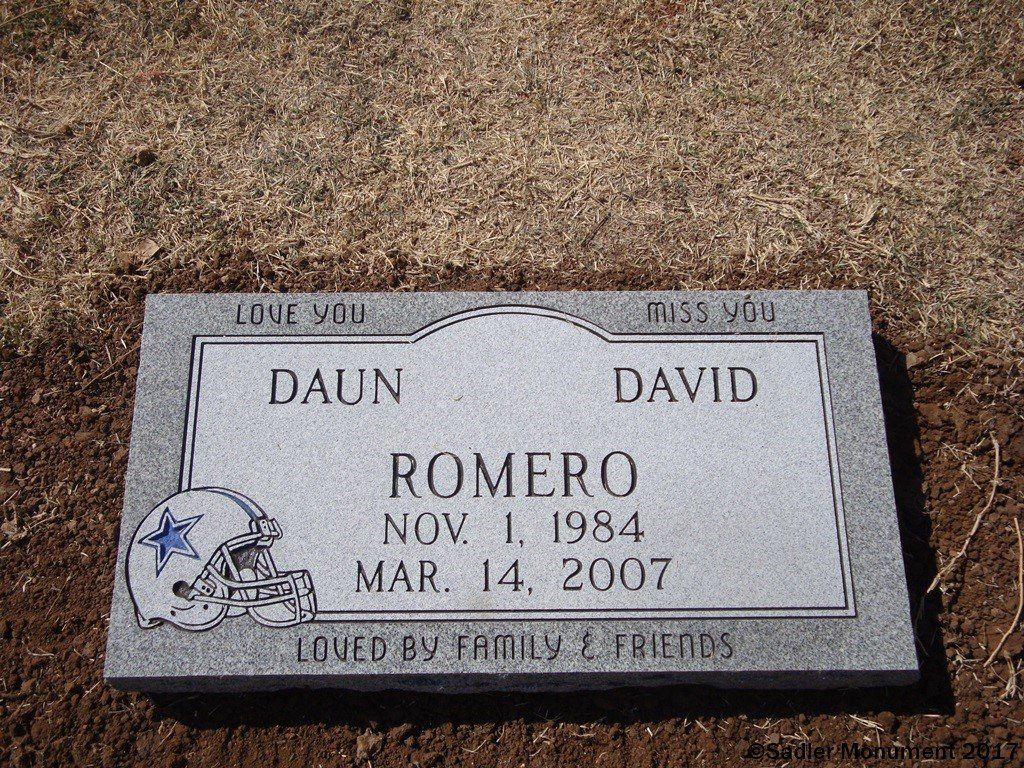 LOVE YOU MISS YOU
DAUN DAVID
ROMERO
NOV. 1, 1984
MAR. 14, 2007
LOVED BY FAMILY & FRIENDS
©Sadler Monument 2017